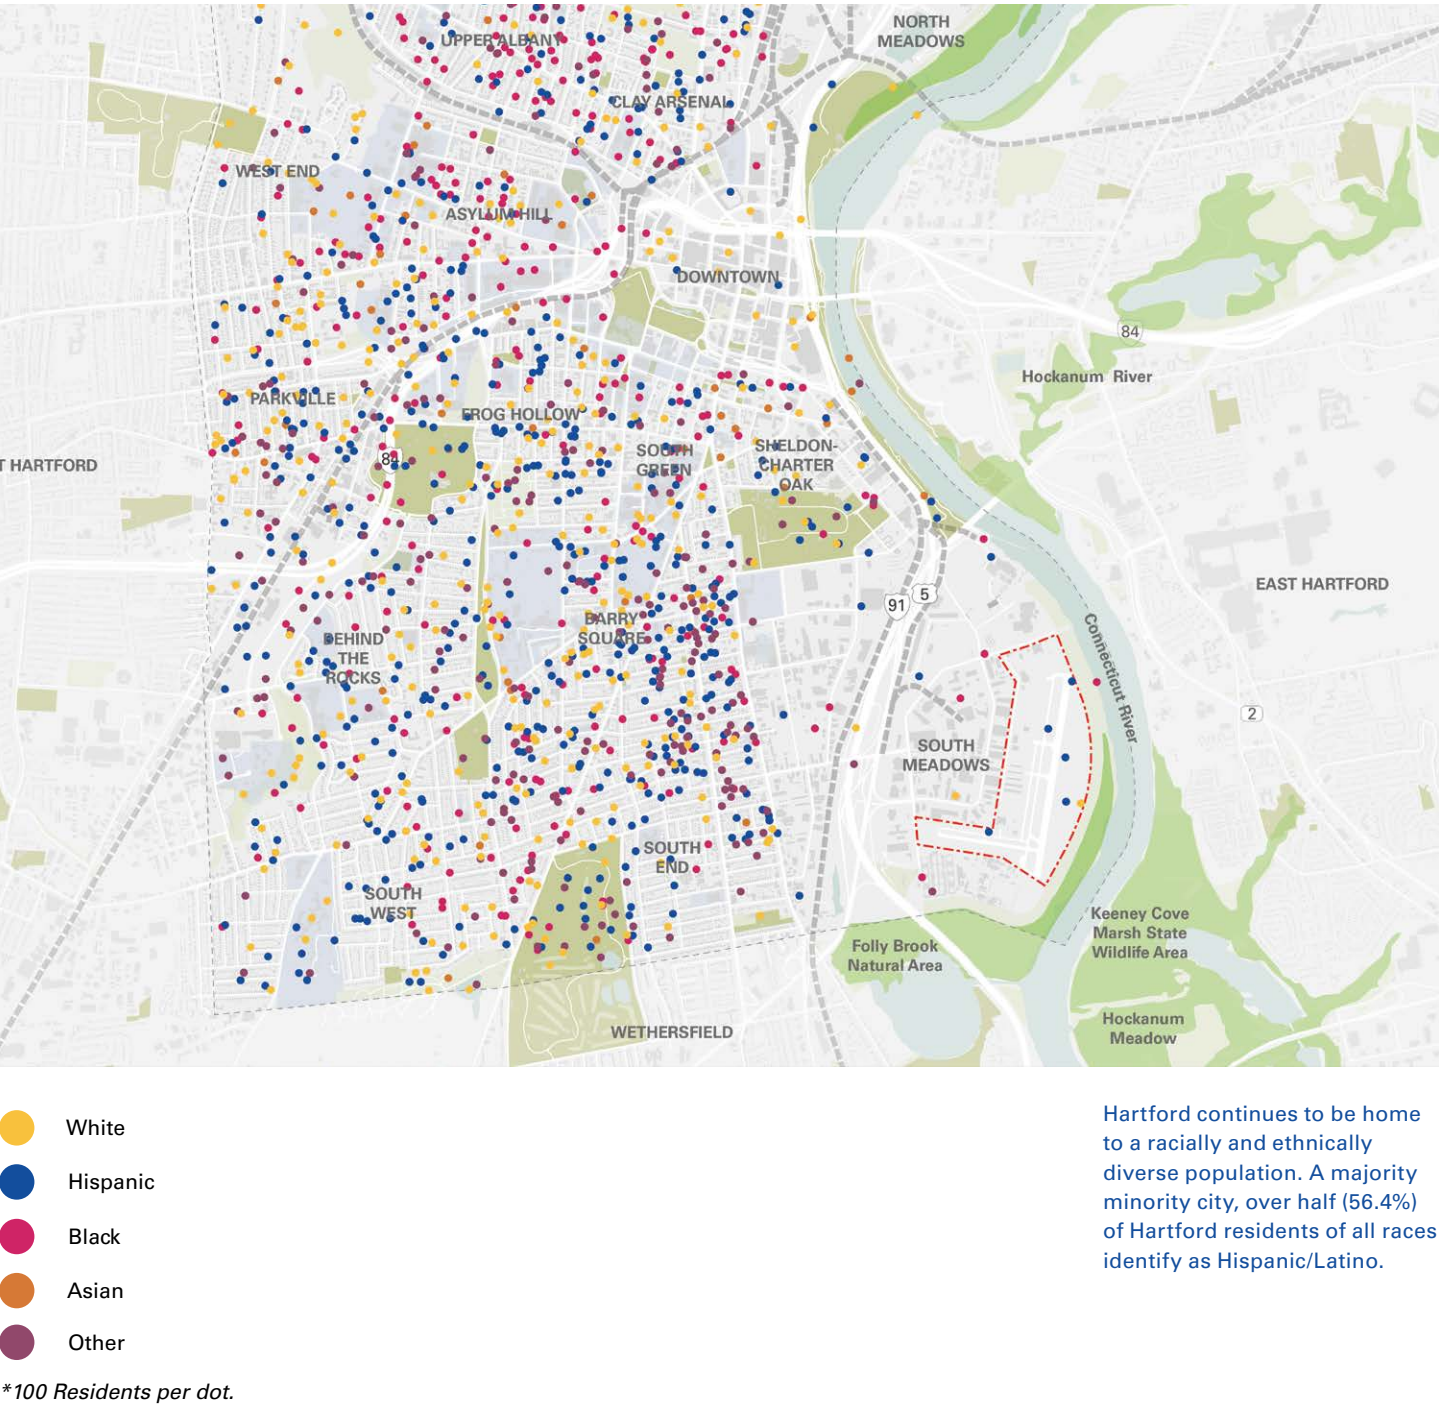 NORTH
MEADOWS
UPPER ALBANY
CLAY ARSENAL
WEST END
ASYLUM HILL
DOWNTOWN
84
Hockanum River
PARKVILLE
FROG HOLLOW
T HARTFORD
84
SOUTH
GREEN
SHELDON-
CHARTER
OAK
EAST HARTFORD
91
5
BARRY
SQUARE
BEHIND
THE
ROCKS
Connecticut River
2
SOUTH
MEADOWS
SOUTH
END
SOUTH
WEST
Keeney Cove
Marsh State
Wildlife Area
Folly Brook
Natural Area
Hockanum
Meadow
WETHERSFIELD
White
Hispanic
Black
Asian
Other
*100 Residents per dot.
Hartford continues to be home
to a racially and ethnically
diverse population. A majority
minority city, over half (56.4%)
of Hartford residents of all races
identify as Hispanic/Latino.